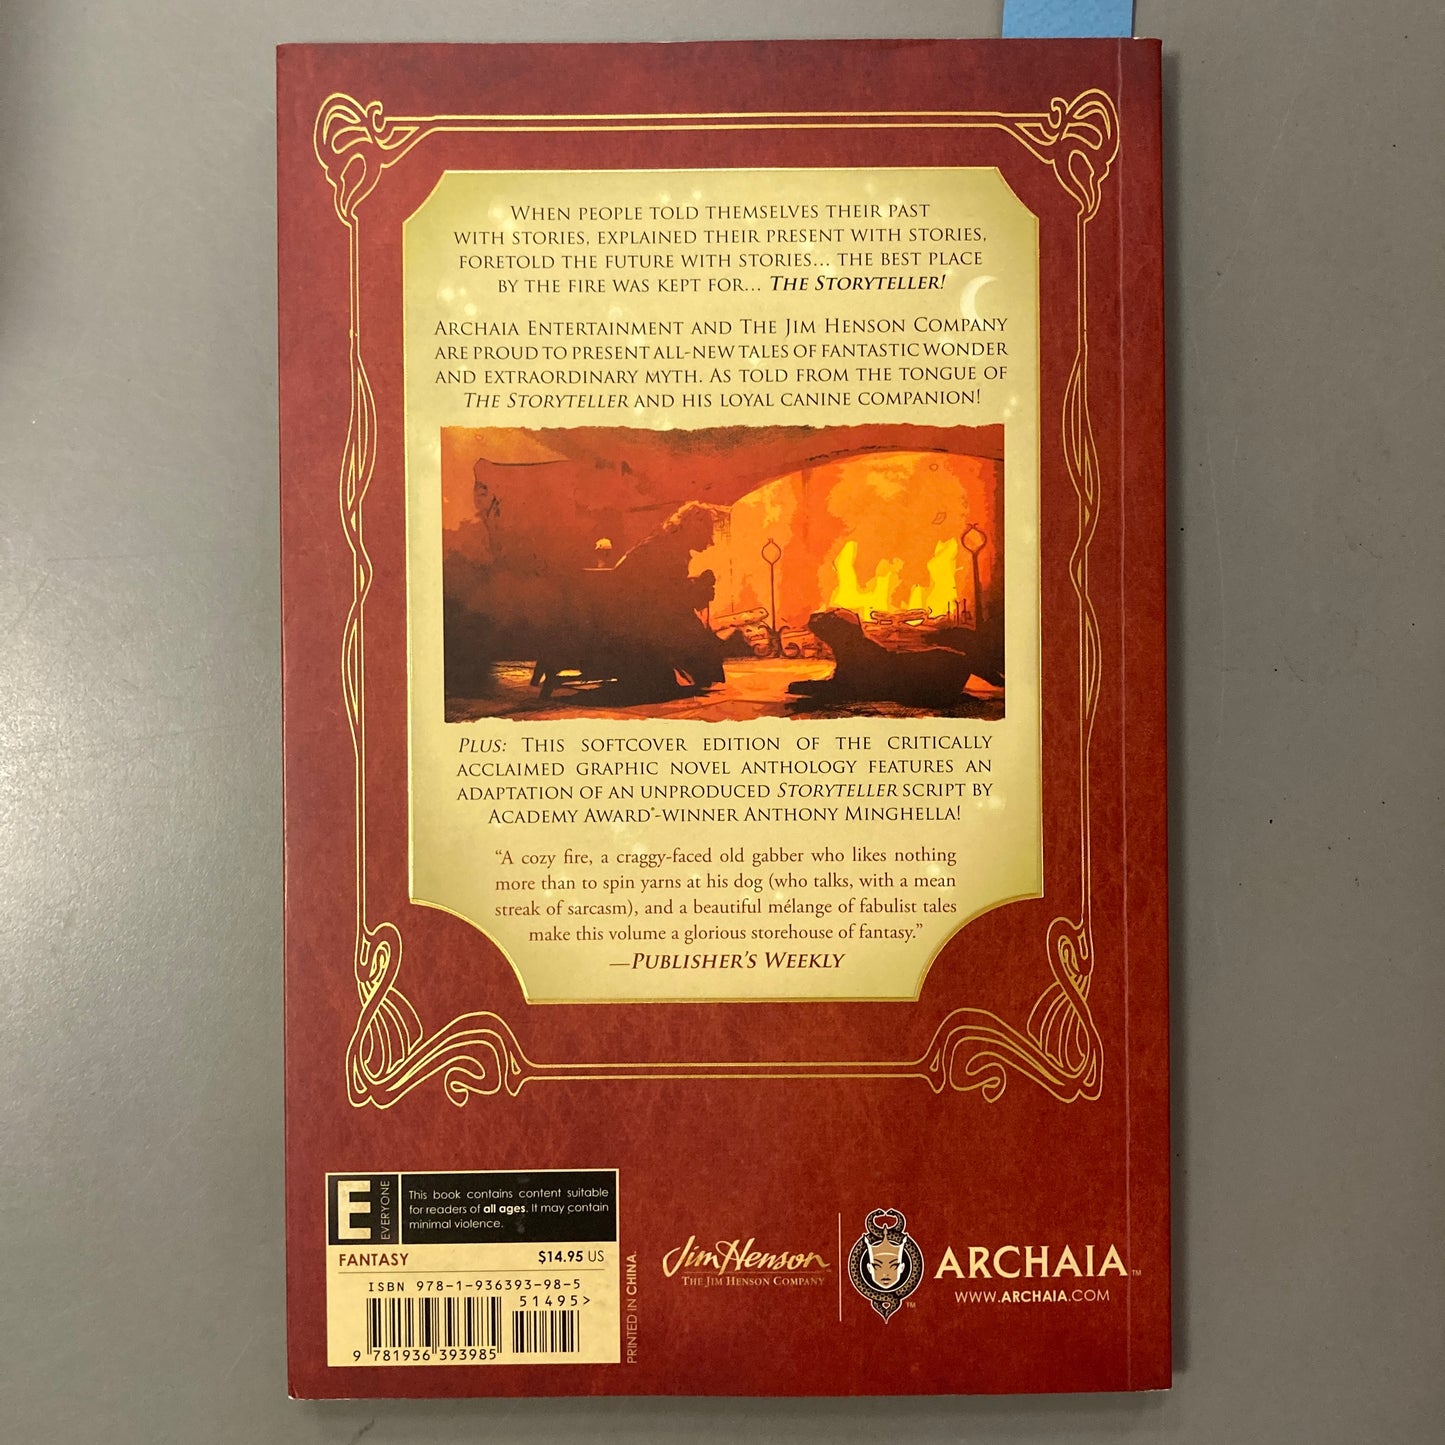 WHEN PEOPLE TOLD THEMSELVES THEIR PAST
WITH STORIES, EXPLAINED THEIR PRESENT WITH STORIES,
FORETOLD THE FUTURE WITH STORIES... THE BEST PLACE
BY THE FIRE WAS KEPT FOR... THE STORYTELLER!
ARCHAIA ENTERTAINMENT AND THE JIM HENSON COMPANY
ARE PROUD TO PRESENT ALL-NEW TALES OF FANTASTIC WONDER
AND EXTRAORDINARY MYTH. AS TOLD FROM THE TONGUE OF
THE STORYTELLER AND HIS LOYAL CANINE COMPANION!
PLUS: THIS SOFTCOVER EDITION OF THE CRITICALLY
ACCLAIMED GRAPHIC NOVEL ANTHOLOGY FEATURES AN
ADAPTATION OF AN UNPRODUCED STORYTELLER SCRIPT BY
ACADEMY AWARD®-WINNER ANTHONY MINGHELLA!
“A cozy fire, a craggy-faced old gabber who likes nothing
more than to spin yarns at his dog (who talks, with a mean
streak of sarcasm), and a beautiful mélange of fabulist tales
make this volume a glorious storehouse of fantasy.”
—PUBLISHER'S WEEKLY
E
EVERYONE
This book contains content suitable
for readers of all ages. It may contain
minimal violence.
FANTASY $14.95 US
ISBN 978-1-936393-98-5
51495>
9 781936 393985
PRINTED IN CHINA.
Jim Henson
THE JIM HENSON COMPANY
TM
ARCHAIA™
WWW.ARCHAIA.COM